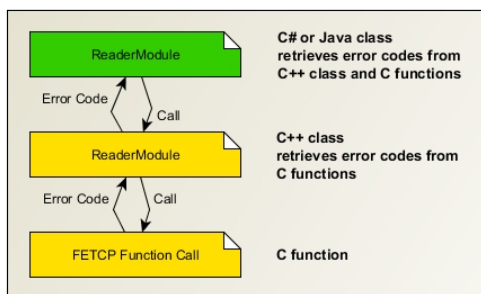 ReaderModule
C# or Java class
retrieves error codes from
C++ class and C functions
Error Code
Call
ReaderModule
C++ class
retrieves error codes from
C functions
Error Code
Call
FETCP Function Call
C function